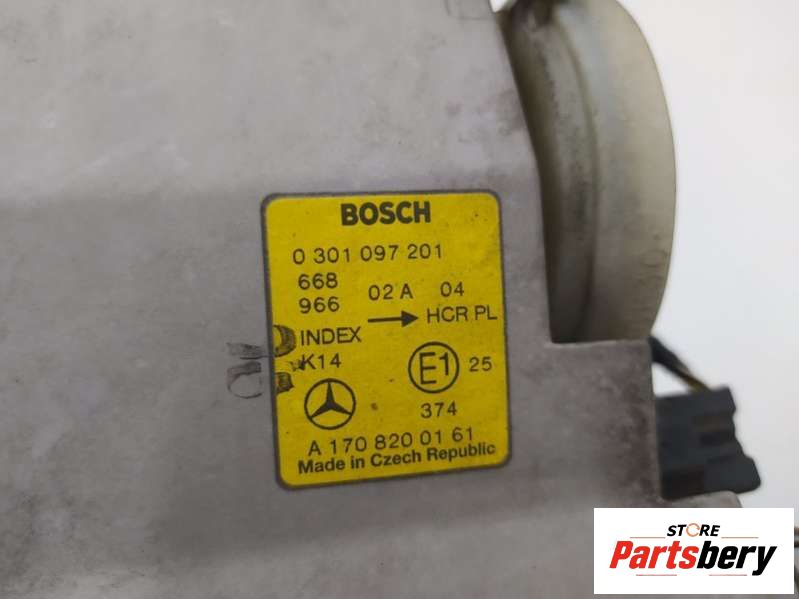 BOSCH
0 301 097 201
668
966
02 A 04
INDEX → HCR PL
K14
E1 25
374
A 170 820 01 61
Made in Czech Republic
STORE
Partsbery